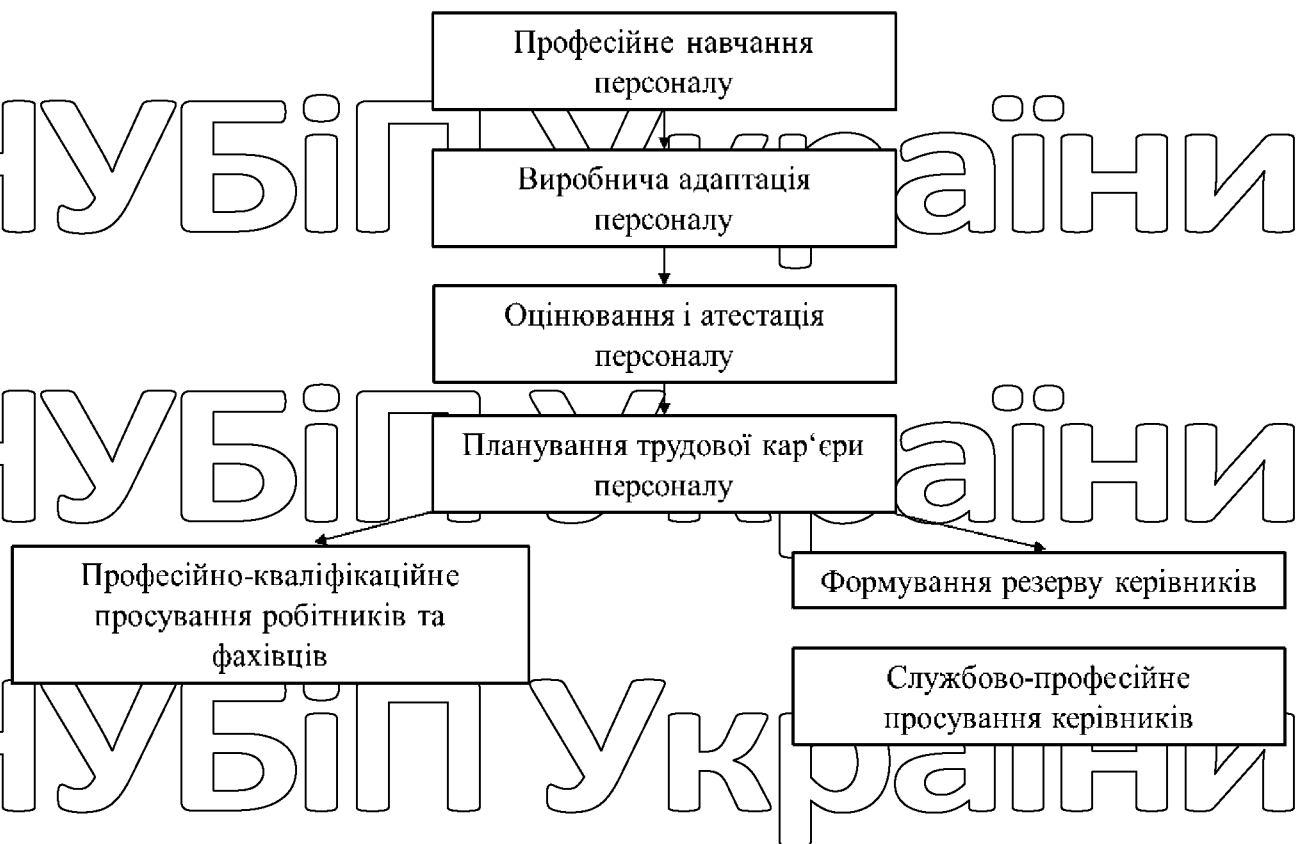 Професійне навчання
персоналу
НУБіП України
Виробнича адаптація
персоналу
Оцінювання і атестація
персоналу
НУБіП України
Планування трудової кар‘єри
персоналу
Професійно-кваліфікаційне
просування робітників та
фахівців
Формування резерву керівників
Службово-професійне
просування керівників
НУБіП України